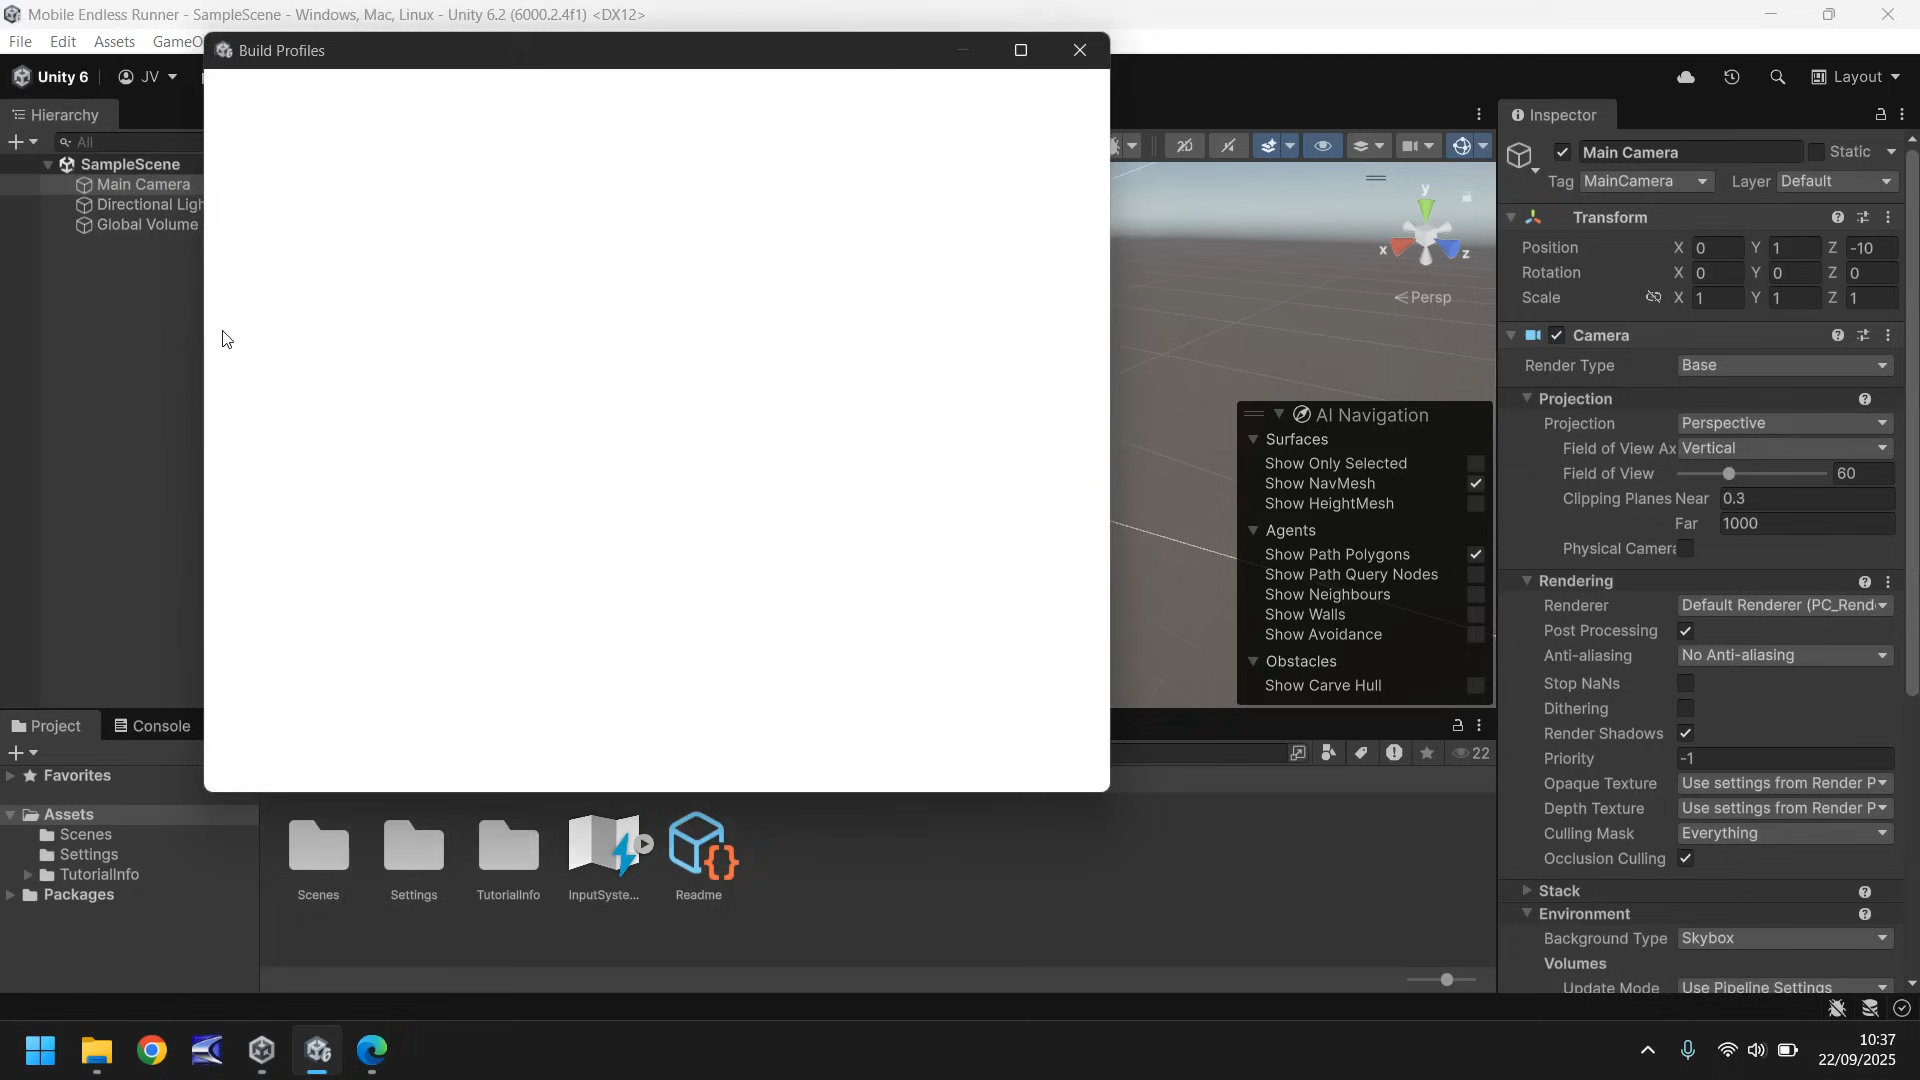 Mobile Endless Runner - SampleScene - Windows, Mac, Linux - Unity 6.2 (6000.2.4f1) <DX12>
File Edit Assets GameO
Build Profiles
Unity 6
JV
Layout
Hierarchy
All
SampleScene
Main Camera
Directional Ligh
Global Volume
y
x
z
Persp
AI Navigation
Surfaces
Show Only Selected
Show NavMesh
Show HeightMesh
Agents
Show Path Polygons
Show Path Query Nodes
Show Neighbours
Show Walls
Show Avoidance
Obstacles
Show Carve Hull
Inspector
Main Camera
Static
Tag MainCamera Layer Default
Transform
Position X 0 Y 1 Z -10
Rotation X 0 Y 0 Z 0
Scale X 1 Y 1 Z 1
Camera
Render Type Base
Projection
Projection Perspective
Field of View Ax Vertical
Field of View 60
Clipping Planes Near 0.3
Far 1000
Physical Camera
Rendering
Renderer Default Renderer (PC_Rend
Post Processing
Anti-aliasing No Anti-aliasing
Stop NaNs
Dithering
Render Shadows
Priority -1
Opaque Texture Use settings from Render P
Depth Texture Use settings from Render P
Culling Mask Everything
Occlusion Culling
Stack
Environment
Background Type Skybox
Volumes
Update Mode Use Pipeline Settings
Project Console
22
Favorites
Assets
Scenes
Settings
TutorialInfo
Packages
Scenes
Settings
TutorialInfo
InputSyste...
Readme
10:37
22/09/2025